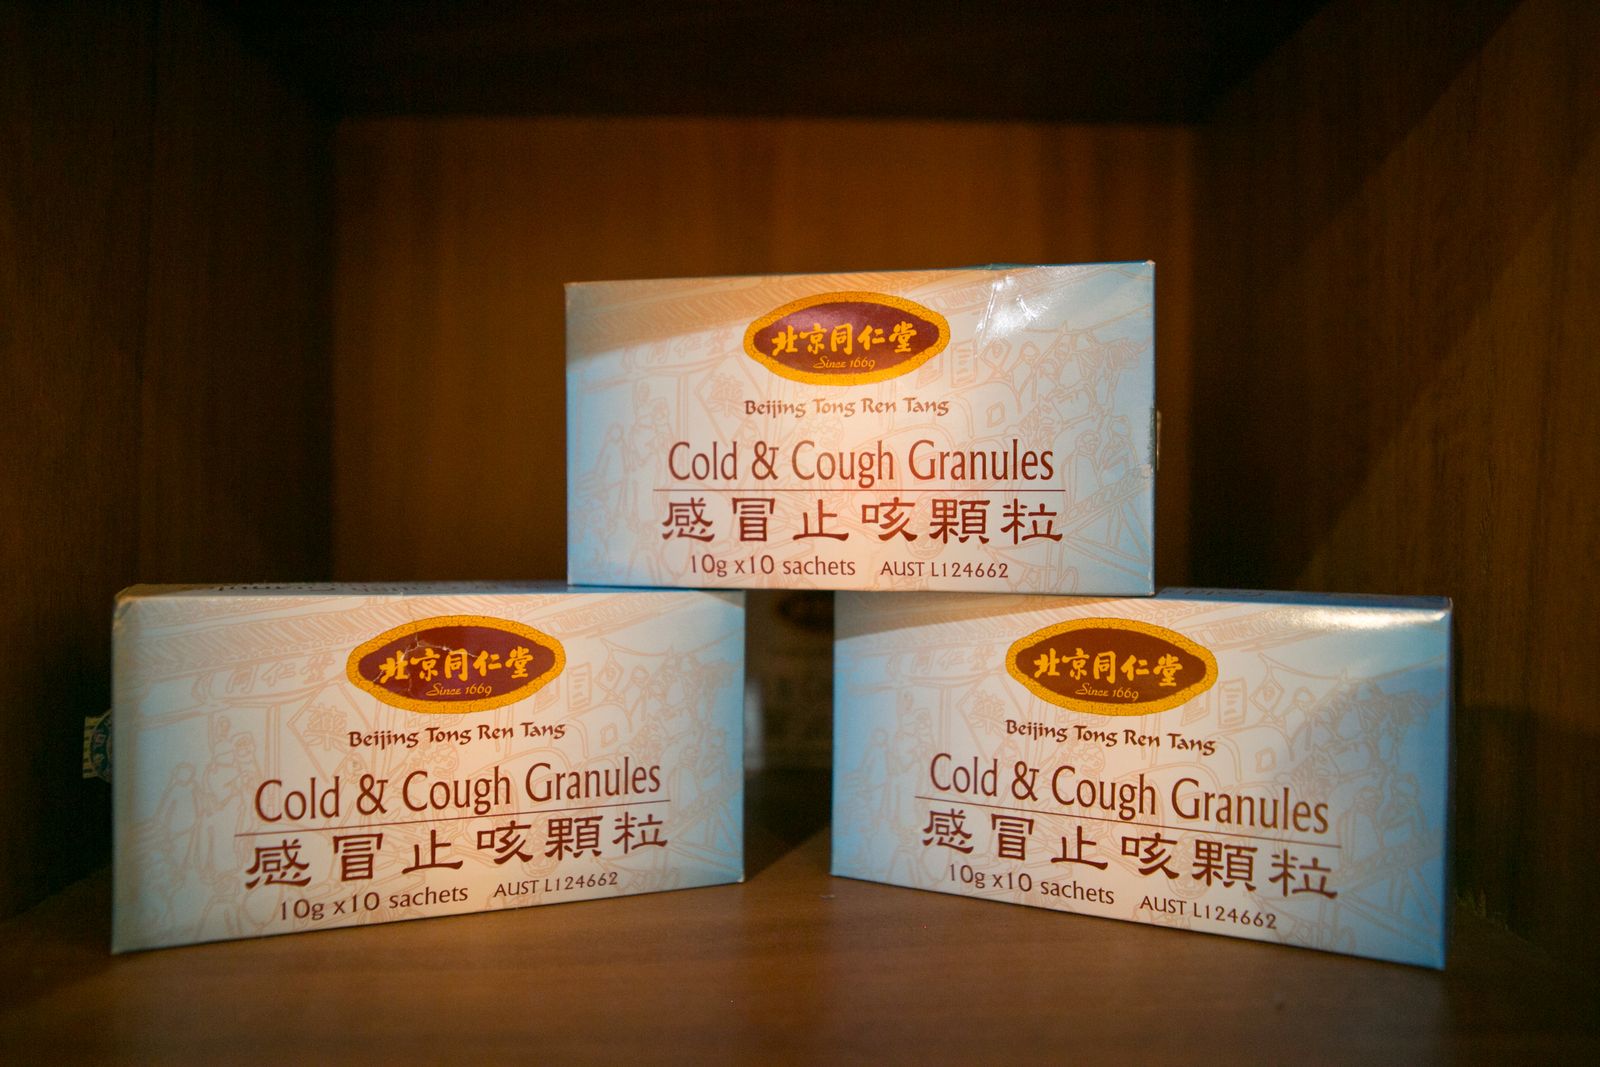 北京同仁堂
Since 1669
Beijing Tong Ren Tang
Cold & Cough Granules
感冒止咳顆粒
10g x10 sachets AUST L124662
北京同仁堂
Since 1669
Beijing Tong Ren Tang
Cold & Cough Granules
感冒止咳顆粒
10g x10 sachets AUST L124662
北京同仁堂
Since 1669
Beijing Tong Ren Tang
Cold & Cough Granules
感冒止咳顆粒
10g x10 sachets AUST L124662